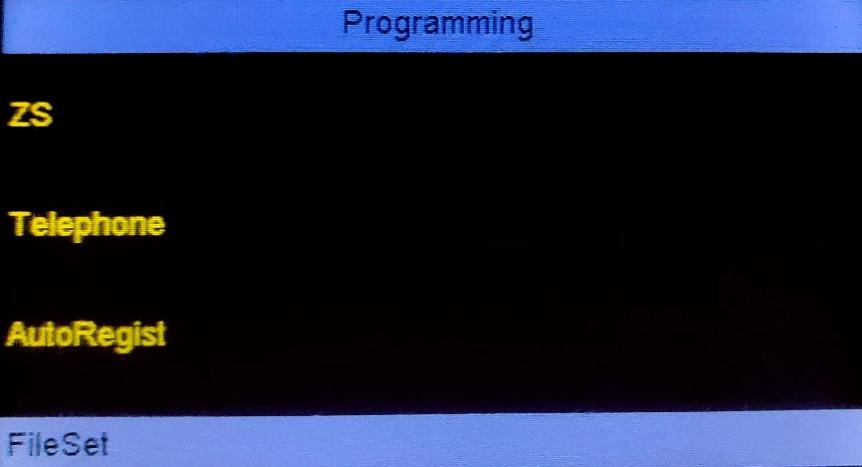 Programming
ZS
Telephone
AutoRegist
FileSet